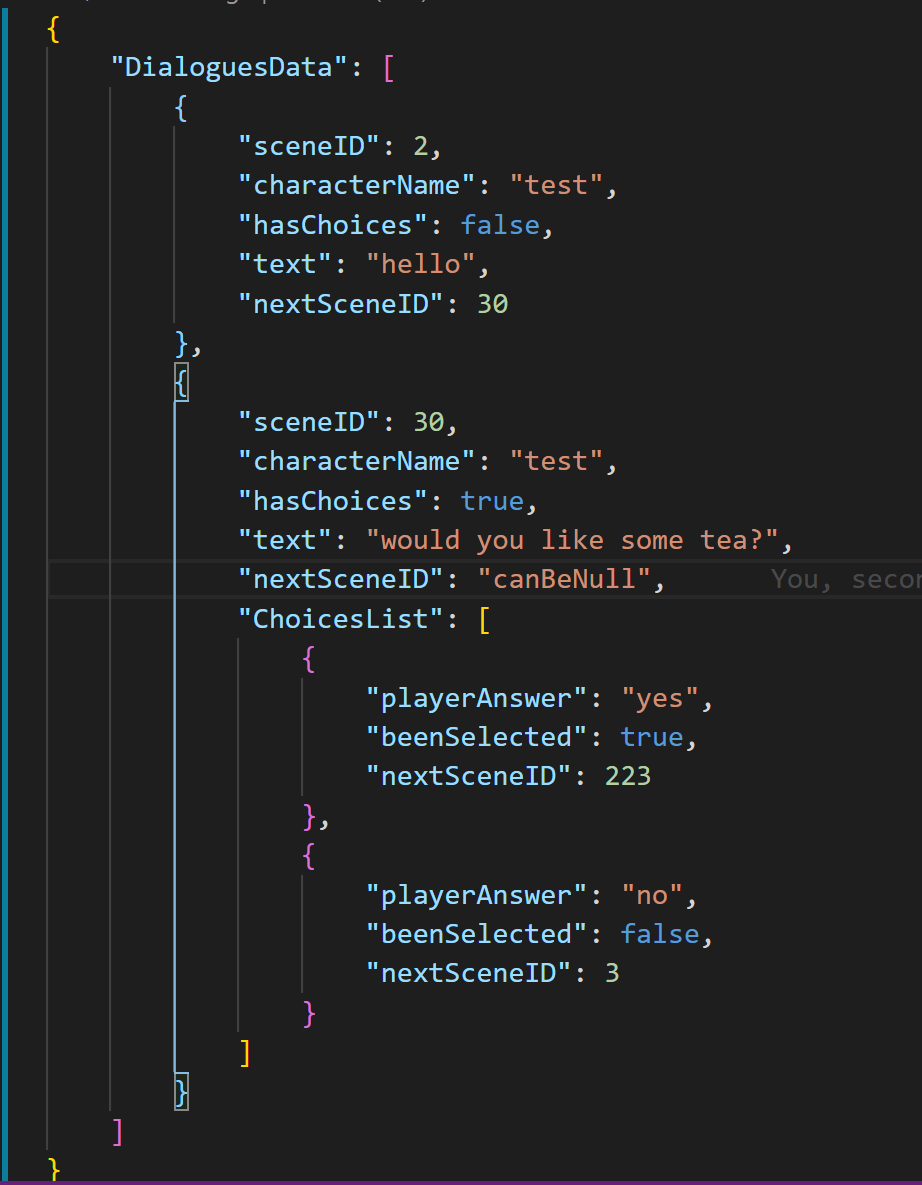 {
"DialoguesData": [
{
"sceneID": 2,
"characterName": "test",
"hasChoices": false,
"text": "hello",
"nextSceneID": 30
},
{
"sceneID": 30,
"characterName": "test",
"hasChoices": true,
"text": "would you like some tea?",
"nextSceneID": "canBeNull", You,
"ChoicesList": [
{
"playerAnswer": "yes",
"beenSelected": true,
"nextSceneID": 223
},
{
"playerAnswer": "no",
"beenSelected": false,
"nextSceneID": 3
}
]
}
]
}